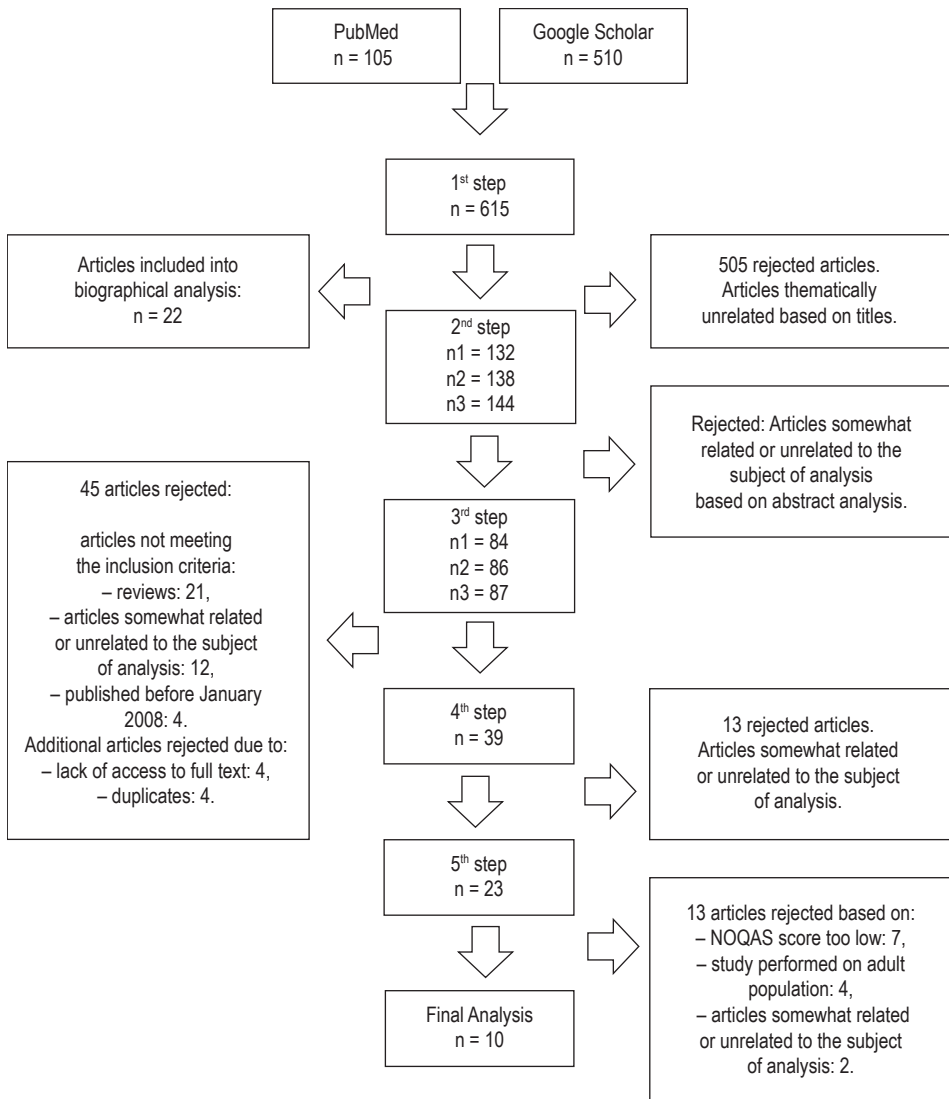 PubMed
n = 105
Google Scholar
n = 510
1st step
n = 615
Articles included into
biographical analysis:
n = 22
505 rejected articles.
Articles thematically
unrelated based on titles.
2nd step
n1 = 132
n2 = 138
n3 = 144
Rejected: Articles somewhat
related or unrelated to the
subject of analysis
based on abstract analysis.
45 articles rejected:
articles not meeting
the inclusion criteria:
– reviews: 21,
– articles somewhat related
or unrelated to the subject
of analysis: 12,
– published before January
2008: 4.
Additional articles rejected due to:
– lack of access to full text: 4,
– duplicates: 4.
3rd step
n1 = 84
n2 = 86
n3 = 87
4th step
n = 39
13 rejected articles.
Articles somewhat related
or unrelated to the subject
of analysis.
5th step
n = 23
13 articles rejected based on:
– NOQAS score too low: 7,
– study performed on adult
population: 4,
– articles somewhat related
or unrelated to the subject
of analysis: 2.
Final Analysis
n = 10